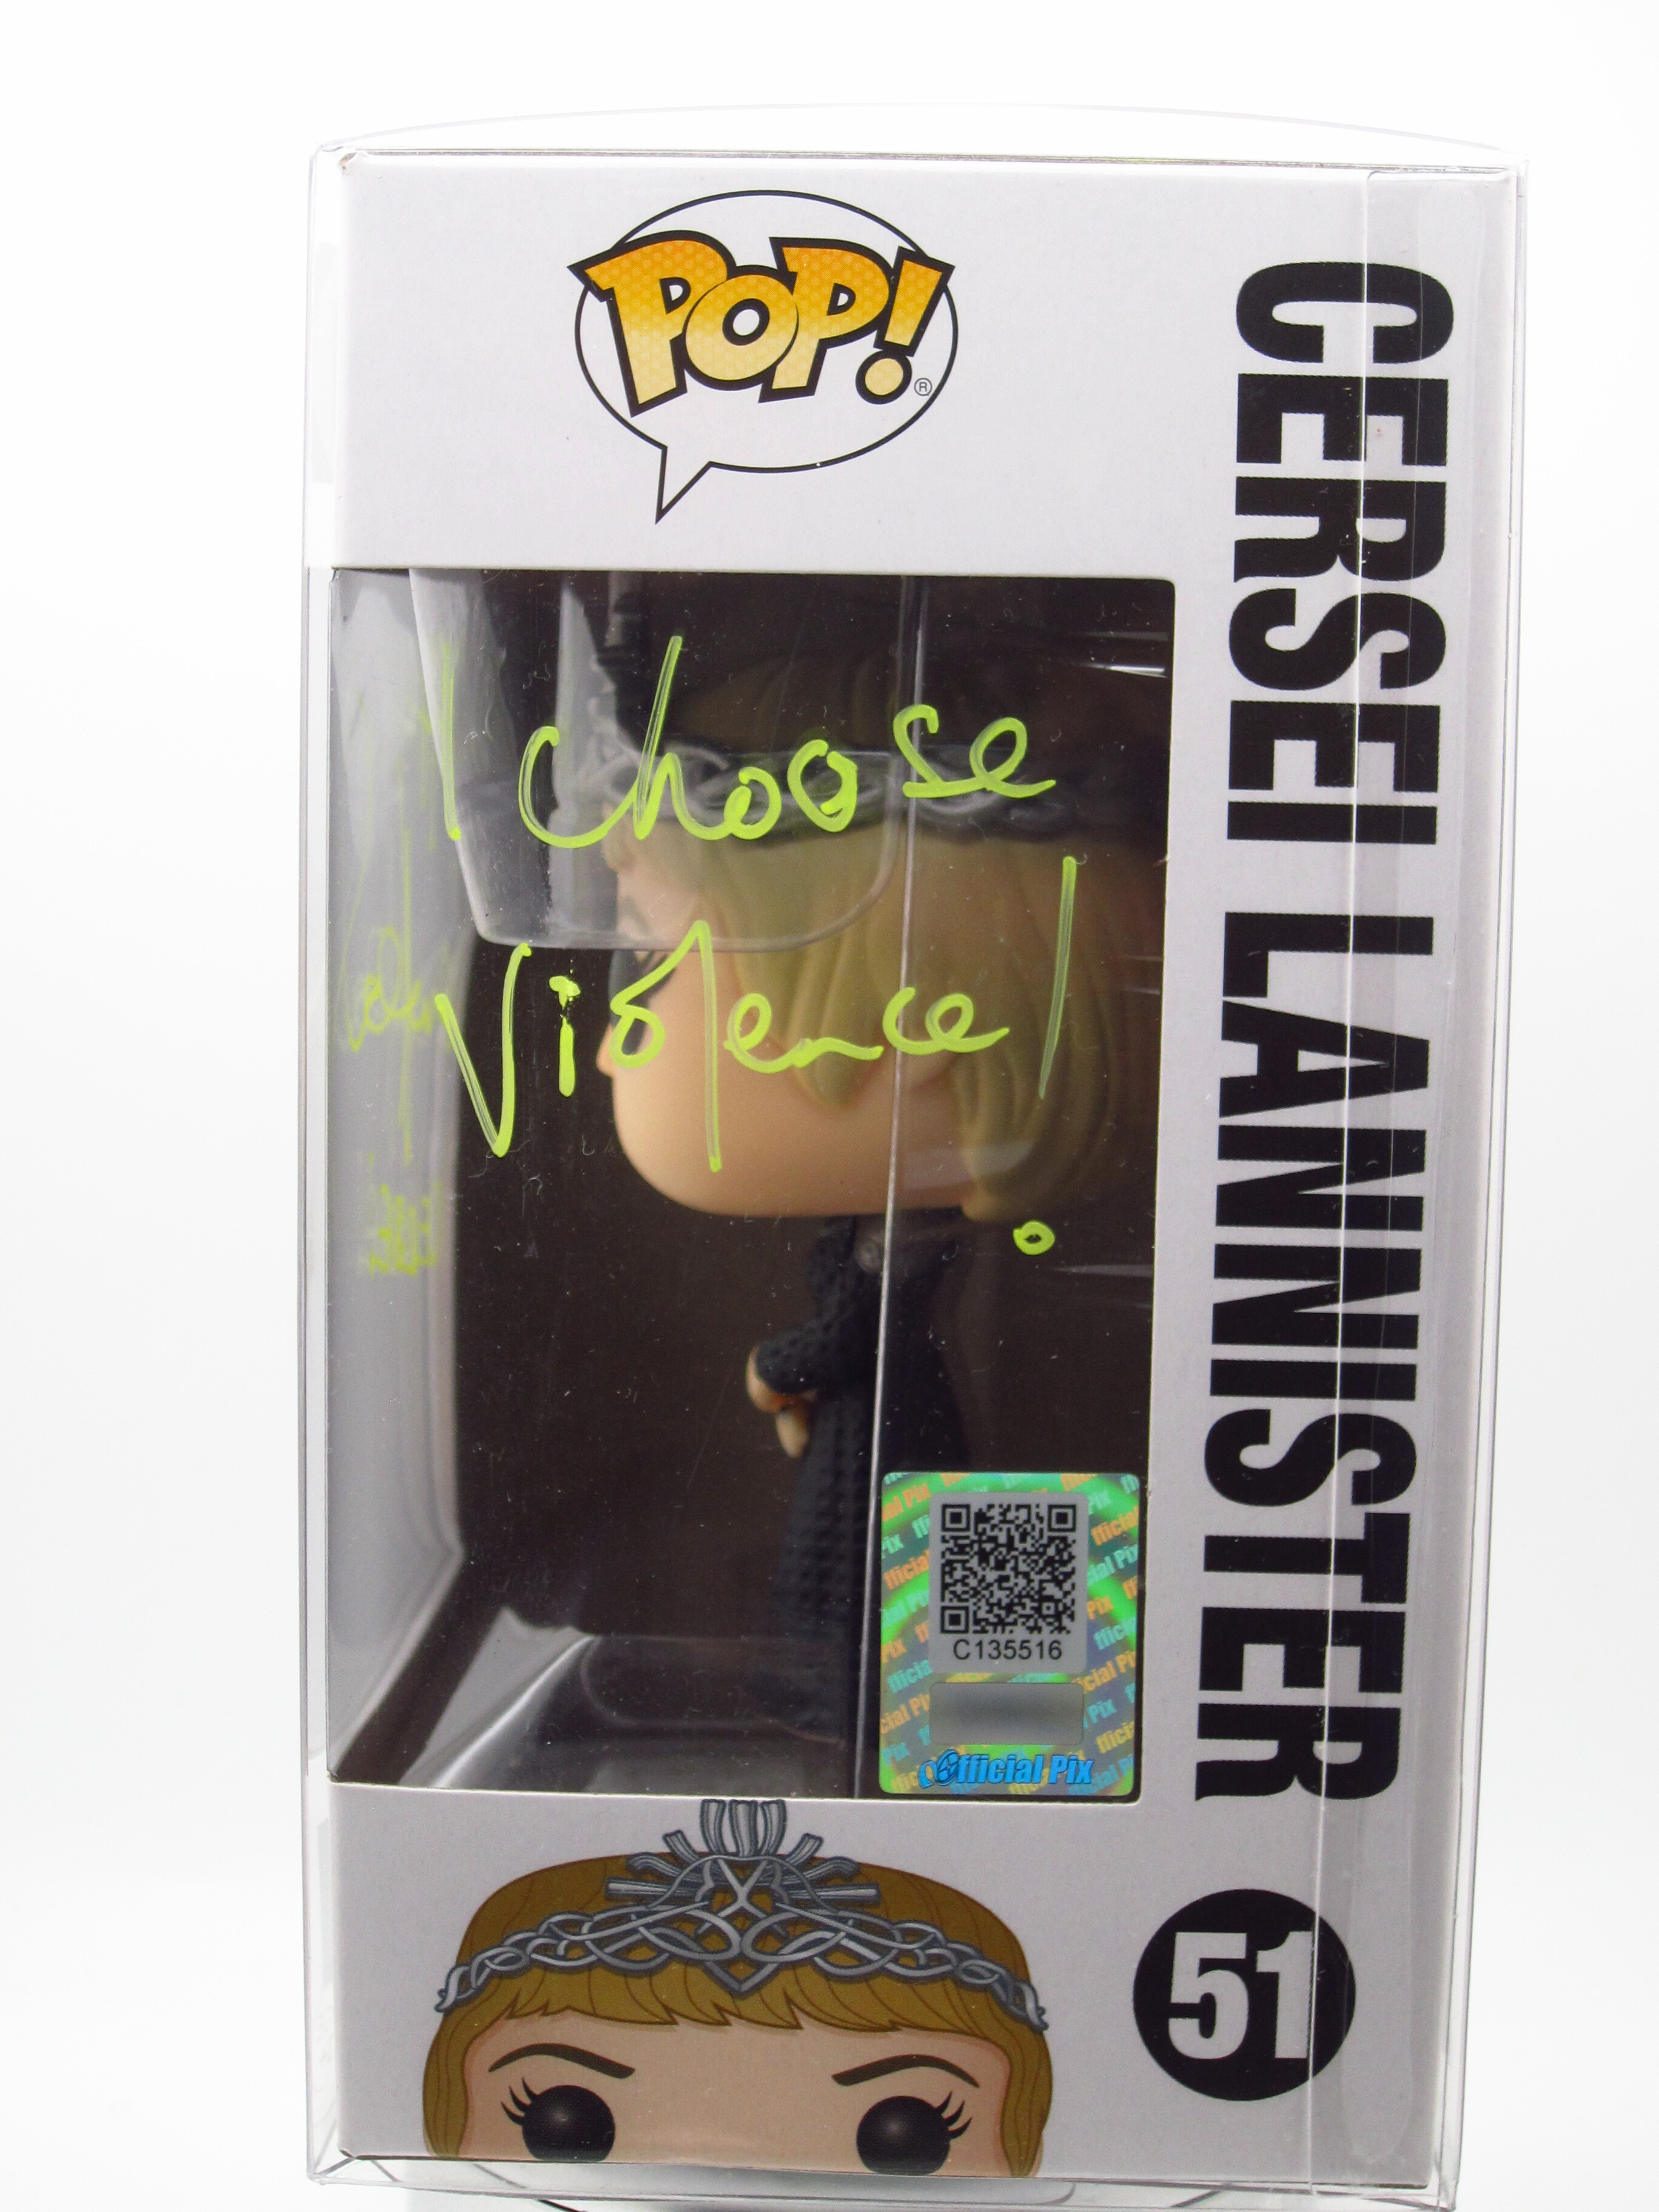 POP!
®
CERSEI LANNISTER
I choose
Violence!
C135516
Official Pix
51